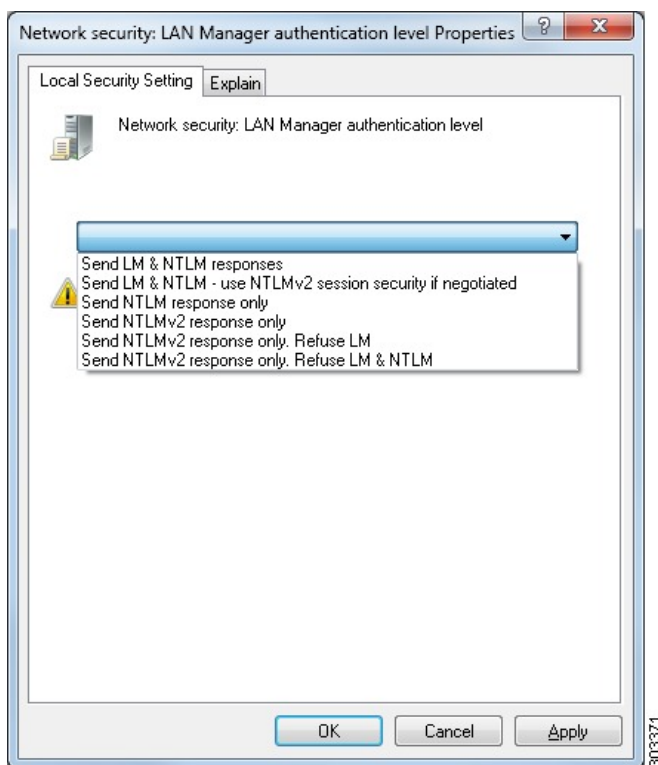 Network security: LAN Manager authentication level Properties
Local Security Setting
Explain
Network security: LAN Manager authentication level
Send LM & NTLM responses
Send LM & NTLM - use NTLMv2 session security if negotiated
Send NTLM response only
Send NTLMv2 response only
Send NTLMv2 response only. Refuse LM
Send NTLMv2 response only. Refuse LM & NTLM
OK
Cancel
Apply
303371